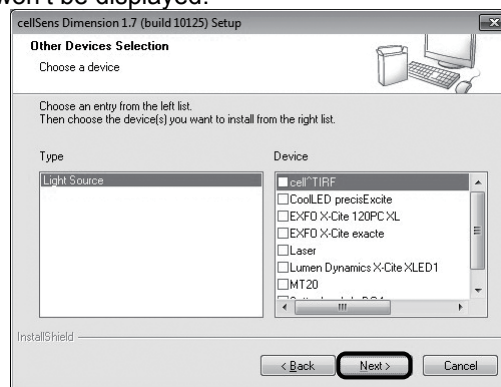 won't be displayed.
cellSens Dimension 1.7 (build 10125) Setup
Other Devices Selection
Choose a device
Choose an entry from the left list.
Then choose the device(s) you want to install from the right list.
Type
Device
Light Source
cell^TIRF
CoolLED precisExcite
EXFO X-Cite 120PC XL
EXFO X-Cite exacte
Laser
Lumen Dynamics X-Cite XLED1
MT20
InstallShield
< Back
Next >
Cancel